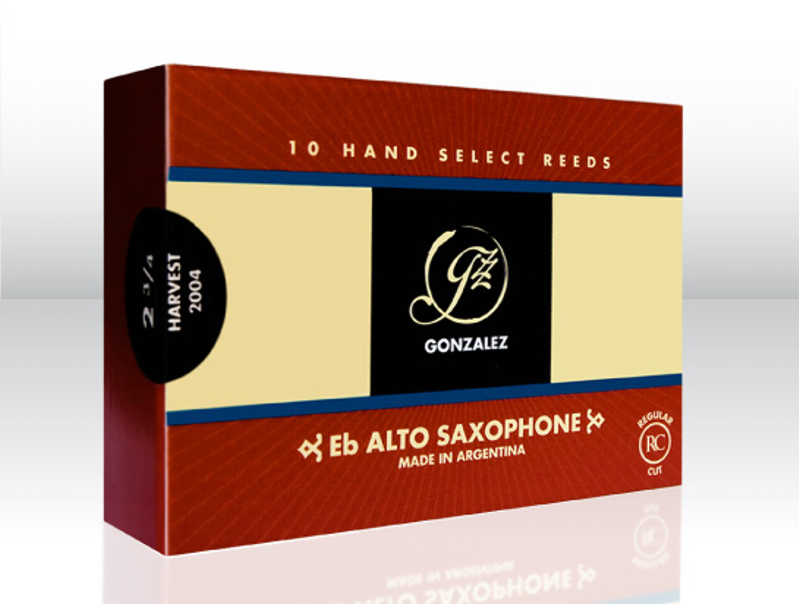 10 HAND SELECT REEDS
2 3/4
HARVEST
2004
GZZ
GONZALEZ
Eb ALTO SAXOPHONE
MADE IN ARGENTINA
REGULAR
RC
CUT